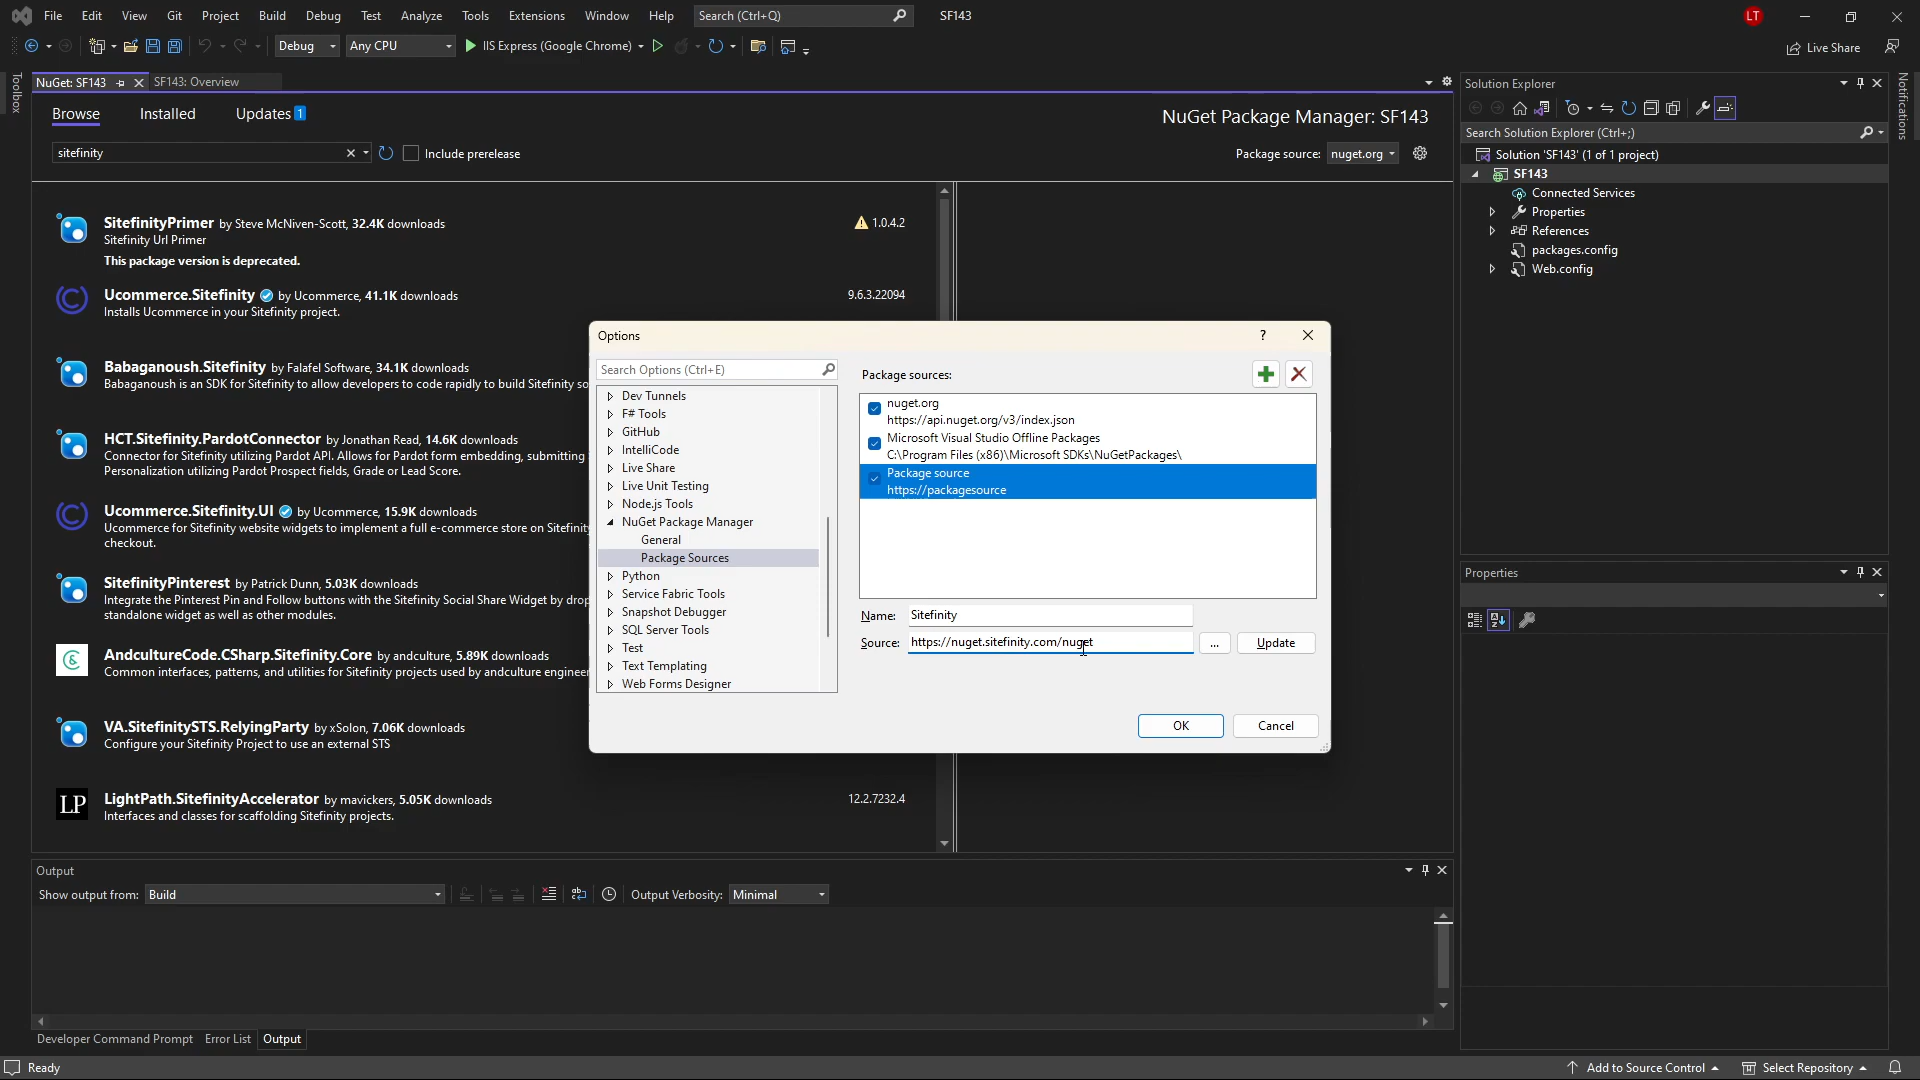 File Edit View Git Project Build Debug Test Analyze Tools Extensions Window Help Search (Ctrl+Q) SF143 LT
Debug Any CPU IIS Express (Google Chrome) Live Share
Toolbox
NuGet: SF143 SF143: Overview
Browse Installed Updates 1
NuGet Package Manager: SF143
sitefinity Include prerelease Package source: nuget.org
SitefinityPrimer by Steve McNiven-Scott, 32.4K downloads 1.0.4.2
Sitefinity Url Primer
This package version is deprecated.
Ucommerce.Sitefinity by Ucommerce, 41.1K downloads 9.6.3.22094
Installs Ucommerce in your Sitefinity project.
Babaganoush.Sitefinity by Falafel Software, 34.1K downloads
Babaganoush is an SDK for Sitefinity to allow developers to code rapidly to build Sitefinity so
HCT.Sitefinity.PardotConnector by Jonathan Read, 14.6K downloads
Connector for Sitefinity utilizing Pardot API. Allows for Pardot form embedding, submitting
Personalization utilizing Pardot Prospect fields, Grade or Lead Score.
Ucommerce.Sitefinity.UI by Ucommerce, 15.9K downloads
Ucommerce for Sitefinity website widgets to implement a full e-commerce store on Sitefinity
checkout.
SitefinityPinterest by Patrick Dunn, 5.03K downloads
Integrate the Pinterest Pin and Follow buttons with the Sitefinity Social Share Widget by drop
standalone widget as well as other modules.
AndcultureCode.CSharp.Sitefinity.Core by andculture, 5.89K downloads
Common interfaces, patterns, and utilities for Sitefinity projects used by andculture engineer
VA.SitefinitySTS.RelyingParty by xSolon, 7.06K downloads
Configure your Sitefinity Project to use an external STS
LP LightPath.SitefinityAccelerator by mavickers, 5.05K downloads 12.2.7232.4
Interfaces and classes for scaffolding Sitefinity projects.
Options ?
Search Options (Ctrl+E)
Dev Tunnels
F# Tools
GitHub
IntelliCode
Live Share
Live Unit Testing
Node.js Tools
NuGet Package Manager
General
Package Sources
Python
Service Fabric Tools
Snapshot Debugger
SQL Server Tools
Test
Text Templating
Web Forms Designer
Package sources:
nuget.org
https://api.nuget.org/v3/index.json
Microsoft Visual Studio Offline Packages
C:\Program Files (x86)\Microsoft SDKs\NuGetPackages\
Package source
https://packagesource
Name: Sitefinity
Source: https://nuget.sitefinity.com/nuget ... Update
OK Cancel
Solution Explorer
Search Solution Explorer (Ctrl+;)
Solution 'SF143' (1 of 1 project)
SF143
Connected Services
Properties
References
packages.config
Web.config
Notifications
Properties
Output
Show output from: Build Output Verbosity: Minimal
Developer Command Prompt Error List Output
Ready Add to Source Control Select Repository